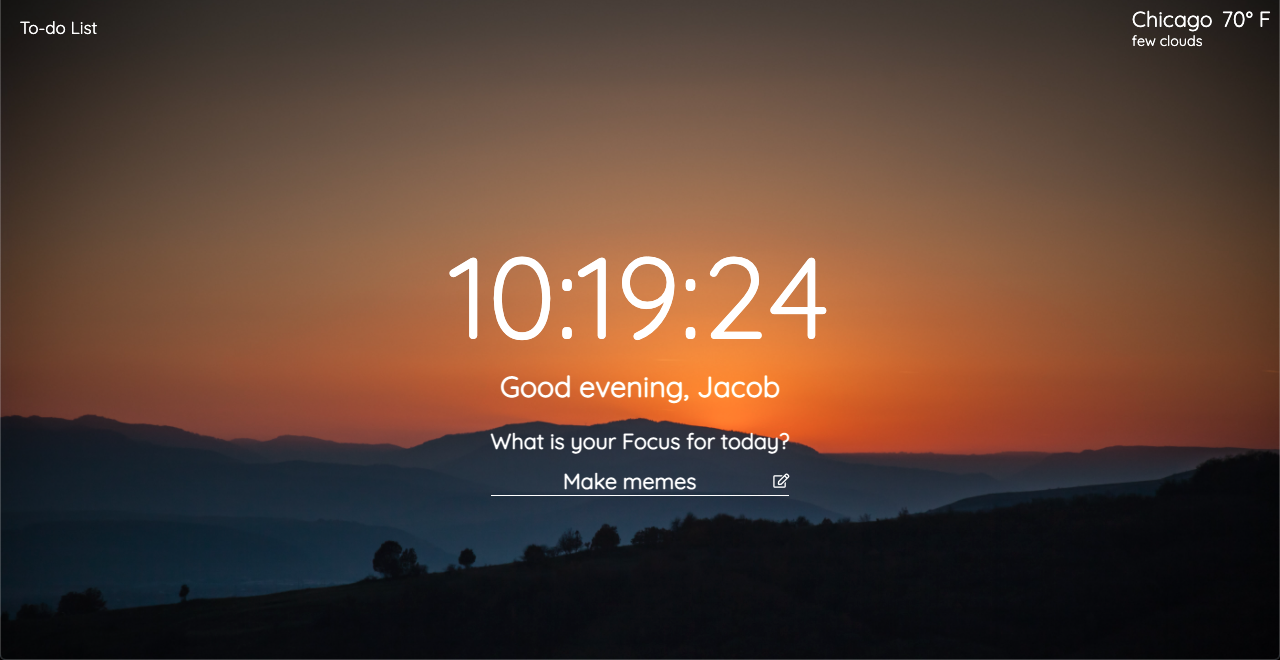 To-do List
Chicago 70° F
few clouds
10:19:24
Good evening, Jacob
What is your Focus for today?
Make memes